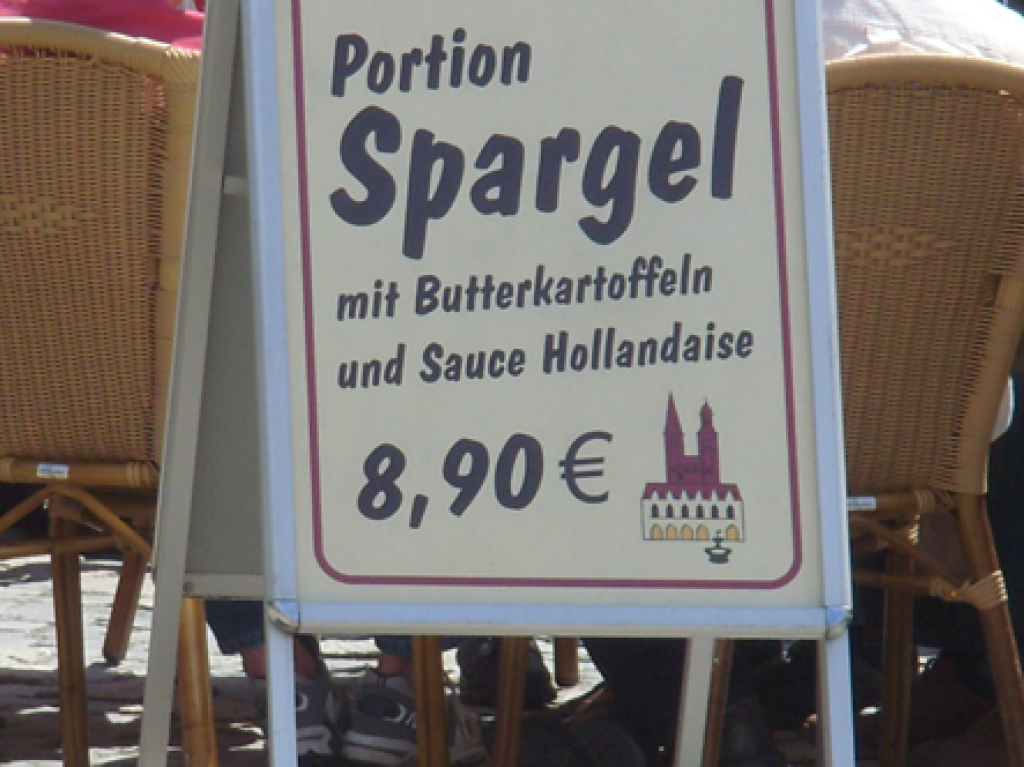 Portion
Spargel
mit Butterkartoffeln
und Sauce Hollandaise
8,90 €